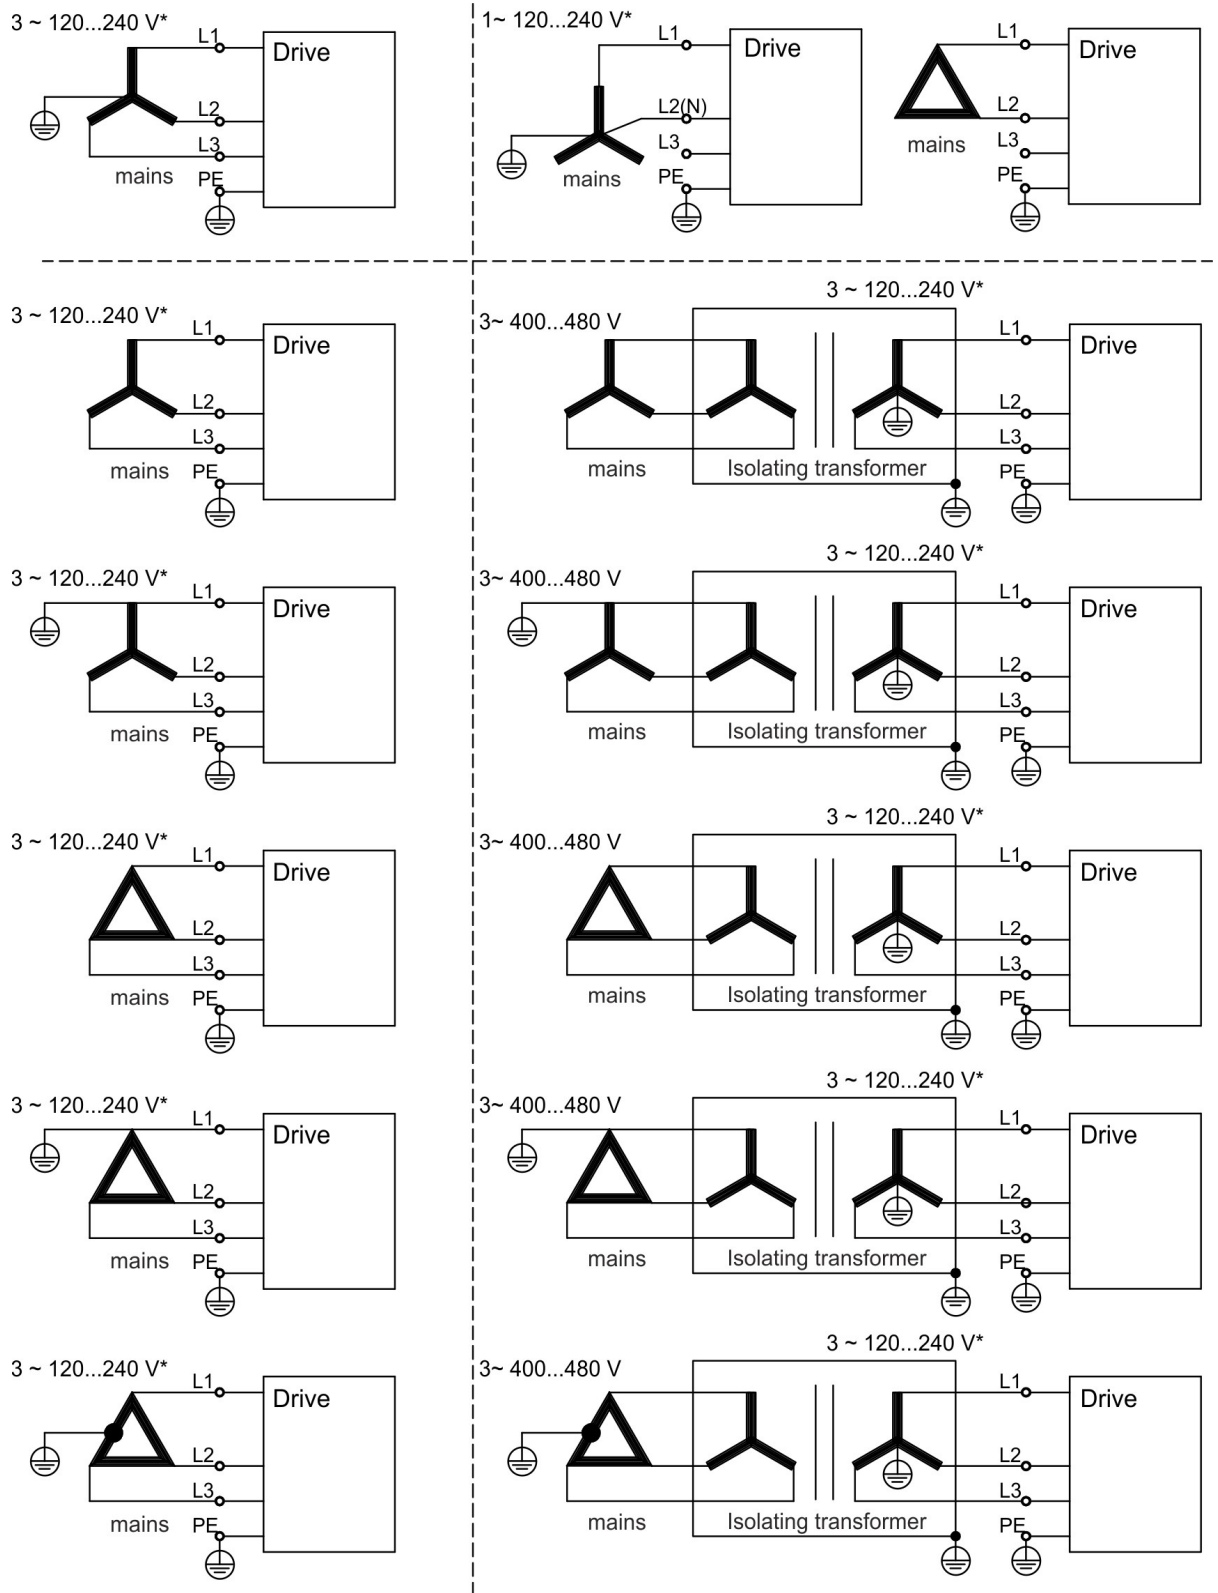 3 ~ 120...240 V*
L1
Drive
L2
L3
mains
PE
1~ 120...240 V*
L1
Drive
L2(N)
L3
mains
PE
L1
Drive
L2
mains
L3
PE
3 ~ 120...240 V*
L1
Drive
L2
L3
mains
PE
3 ~ 120...240 V*
3~ 400...480 V
L1
Drive
L2
L3
mains
Isolating transformer
PE
3 ~ 120...240 V*
L1
Drive
L2
L3
mains
PE
3 ~ 120...240 V*
3~ 400...480 V
L1
Drive
L2
L3
mains
Isolating transformer
PE
3 ~ 120...240 V*
L1
Drive
L2
L3
mains
PE
3 ~ 120...240 V*
3~ 400...480 V
L1
Drive
L2
L3
mains
Isolating transformer
PE
3 ~ 120...240 V*
L1
Drive
L2
L3
mains
PE
3 ~ 120...240 V*
3~ 400...480 V
L1
Drive
L2
L3
mains
Isolating transformer
PE
3 ~ 120...240 V*
L1
Drive
L2
L3
mains
PE
3 ~ 120...240 V*
3~ 400...480 V
L1
Drive
L2
L3
mains
Isolating transformer
PE